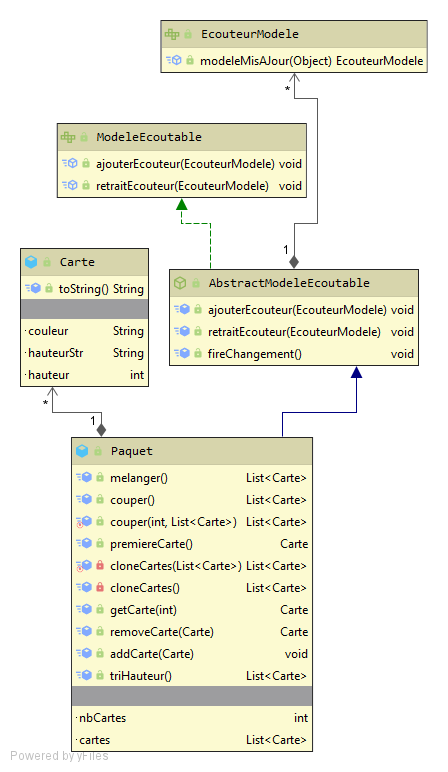 EcouteurModele
modeleMisAJour(Object) EcouteurModele
*
ModeleEcoutable
ajouterEcouteur(EcouteurModele) void
retraitEcouteur(EcouteurModele) void
1
Carte
toString() String
couleur String
hauteurStr String
hauteur int
AbstractModeleEcoutable
ajouterEcouteur(EcouteurModele) void
retraitEcouteur(EcouteurModele) void
fireChangement() void
*
1
Paquet
melanger() List<Carte>
couper() List<Carte>
couper(int, List<Carte>) List<Carte>
premiereCarte() Carte
cloneCartes(List<Carte>) List<Carte>
cloneCartes() List<Carte>
getCarte(int) Carte
removeCarte(Carte) Carte
addCarte(Carte) void
triHauteur() List<Carte>
nbCartes int
cartes List<Carte>
Powered by yFiles